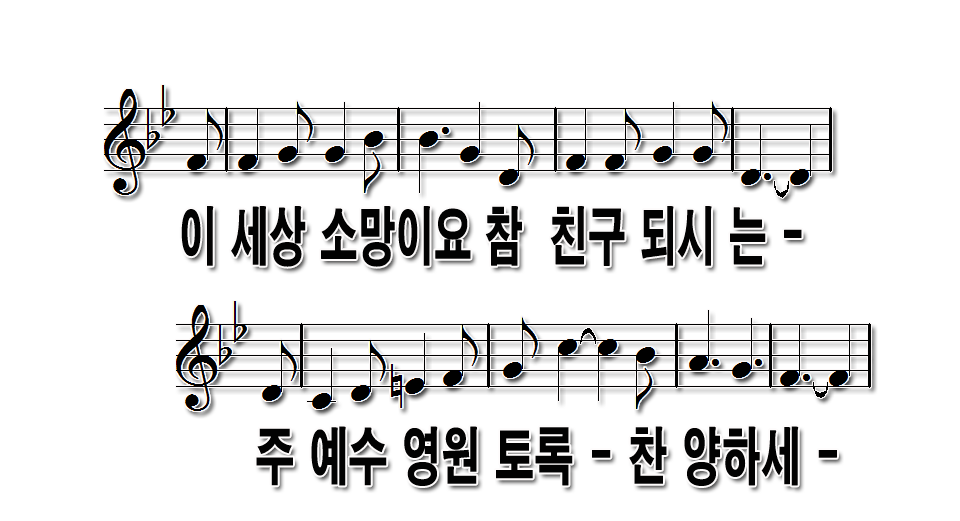 이 세상 소망이요 참 친구 되시 는 -
주 예수 영원 토록 - 찬 양하세 -